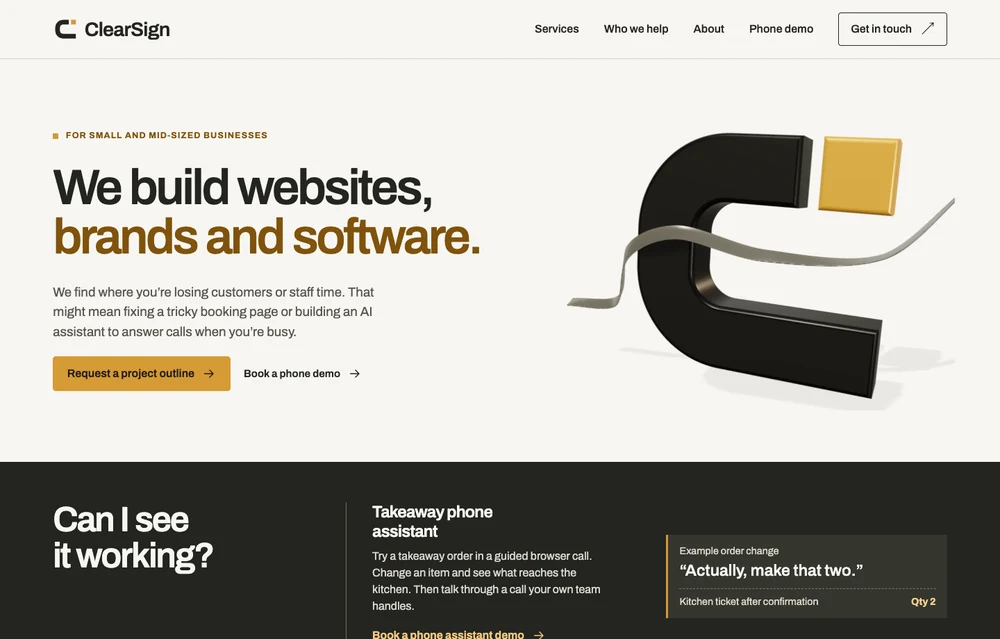 ClearSign
Services
Who we help
About
Phone demo
Get in touch
FOR SMALL AND MID-SIZED BUSINESSES
We build websites,
brands and software.
We find where you’re losing customers or staff time. That
might mean fixing a tricky booking page or building an AI
assistant to answer calls when you’re busy.
Request a project outline
Book a phone demo
Can I see
it working?
Takeaway phone
assistant
Try a takeaway order in a guided browser call.
Change an item and see what reaches the
kitchen. Then talk through a call your own team
handles.
Book a phone assistant demo
Example order change
“Actually, make that two.”
Kitchen ticket after confirmation
Qty 2